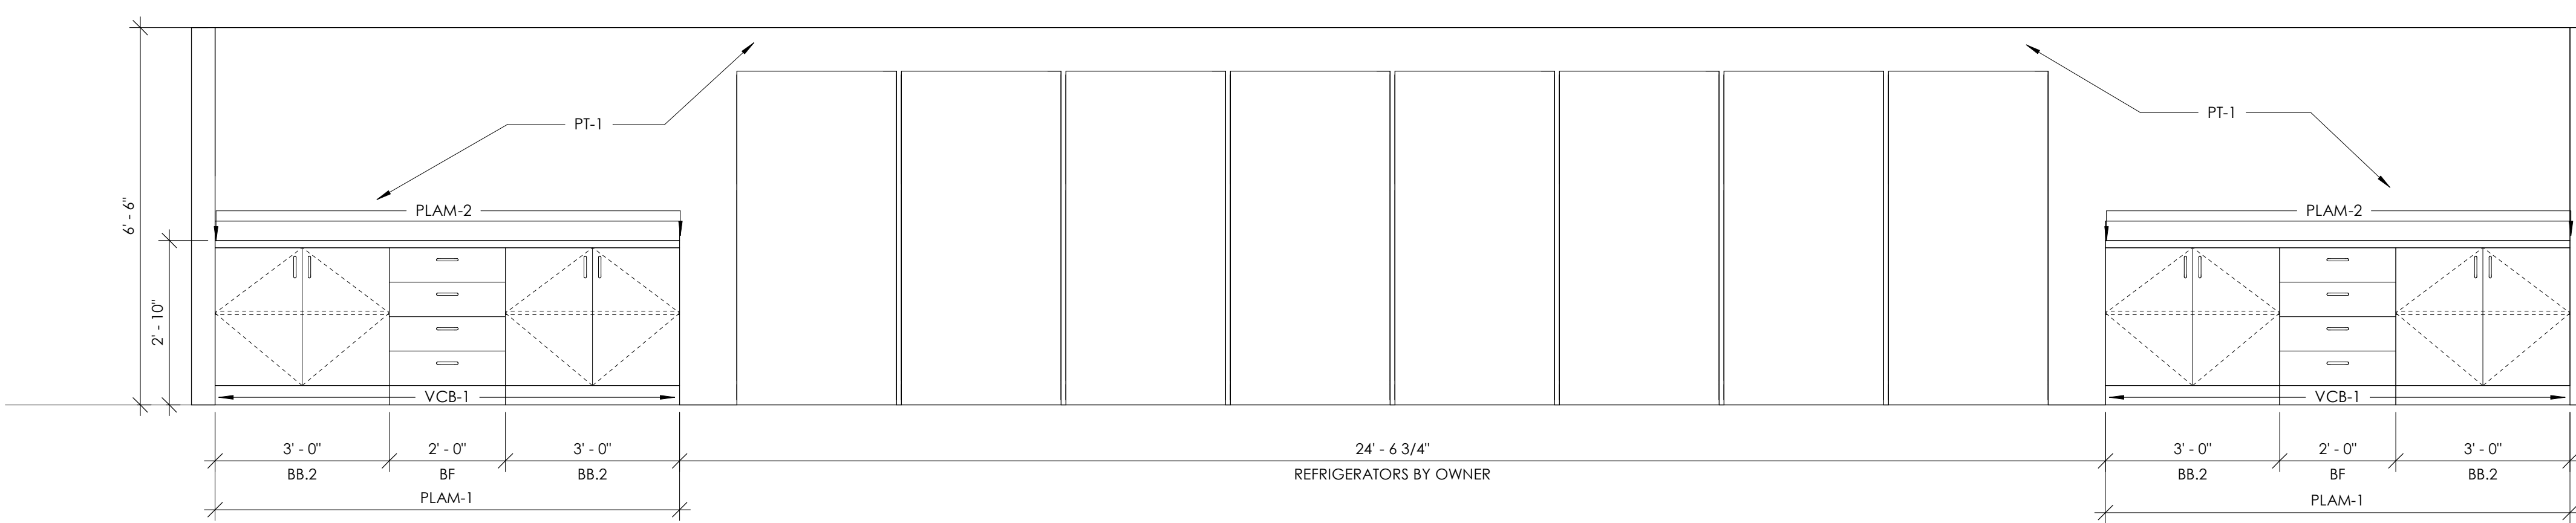 PT-1
PT-1
6' - 6"
PLAM-2
PLAM-2
2' - 10"
VCB-1
VCB-1
3' - 0"
2' - 0"
3' - 0"
24' - 6 3/4"
3' - 0"
2' - 0"
3' - 0"
BB.2
BF
BB.2
REFRIGERATORS BY OWNER
BB.2
BF
BB.2
PLAM-1
PLAM-1